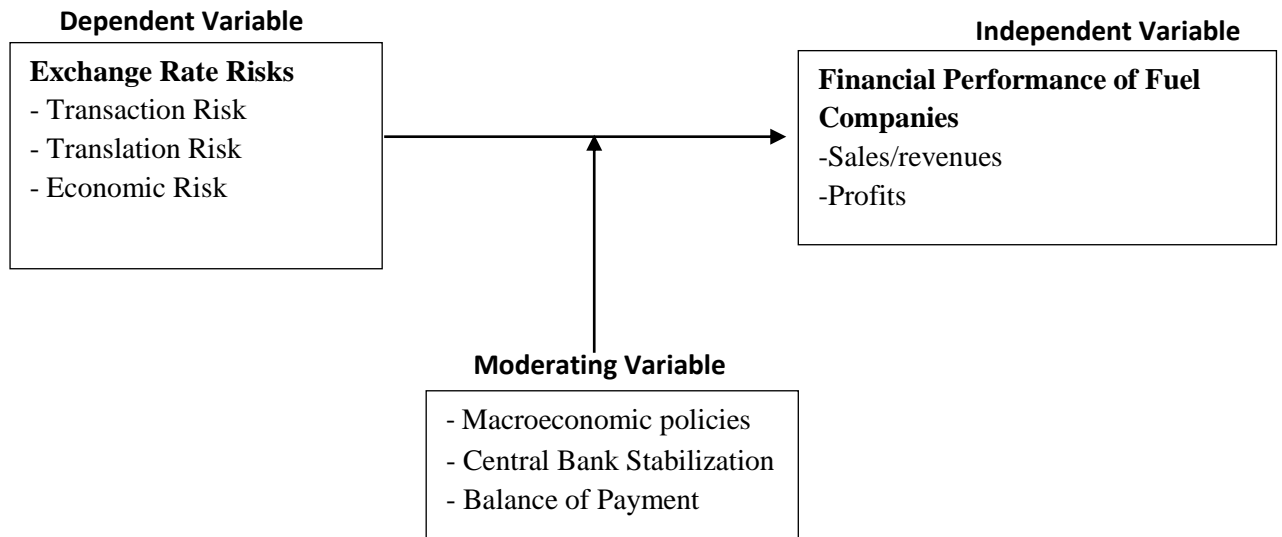 Dependent Variable
Exchange Rate Risks
- Transaction Risk
- Translation Risk
- Economic Risk
Independent Variable
Financial Performance of Fuel
Companies
-Sales/revenues
-Profits
Moderating Variable
- Macroeconomic policies
- Central Bank Stabilization
- Balance of Payment